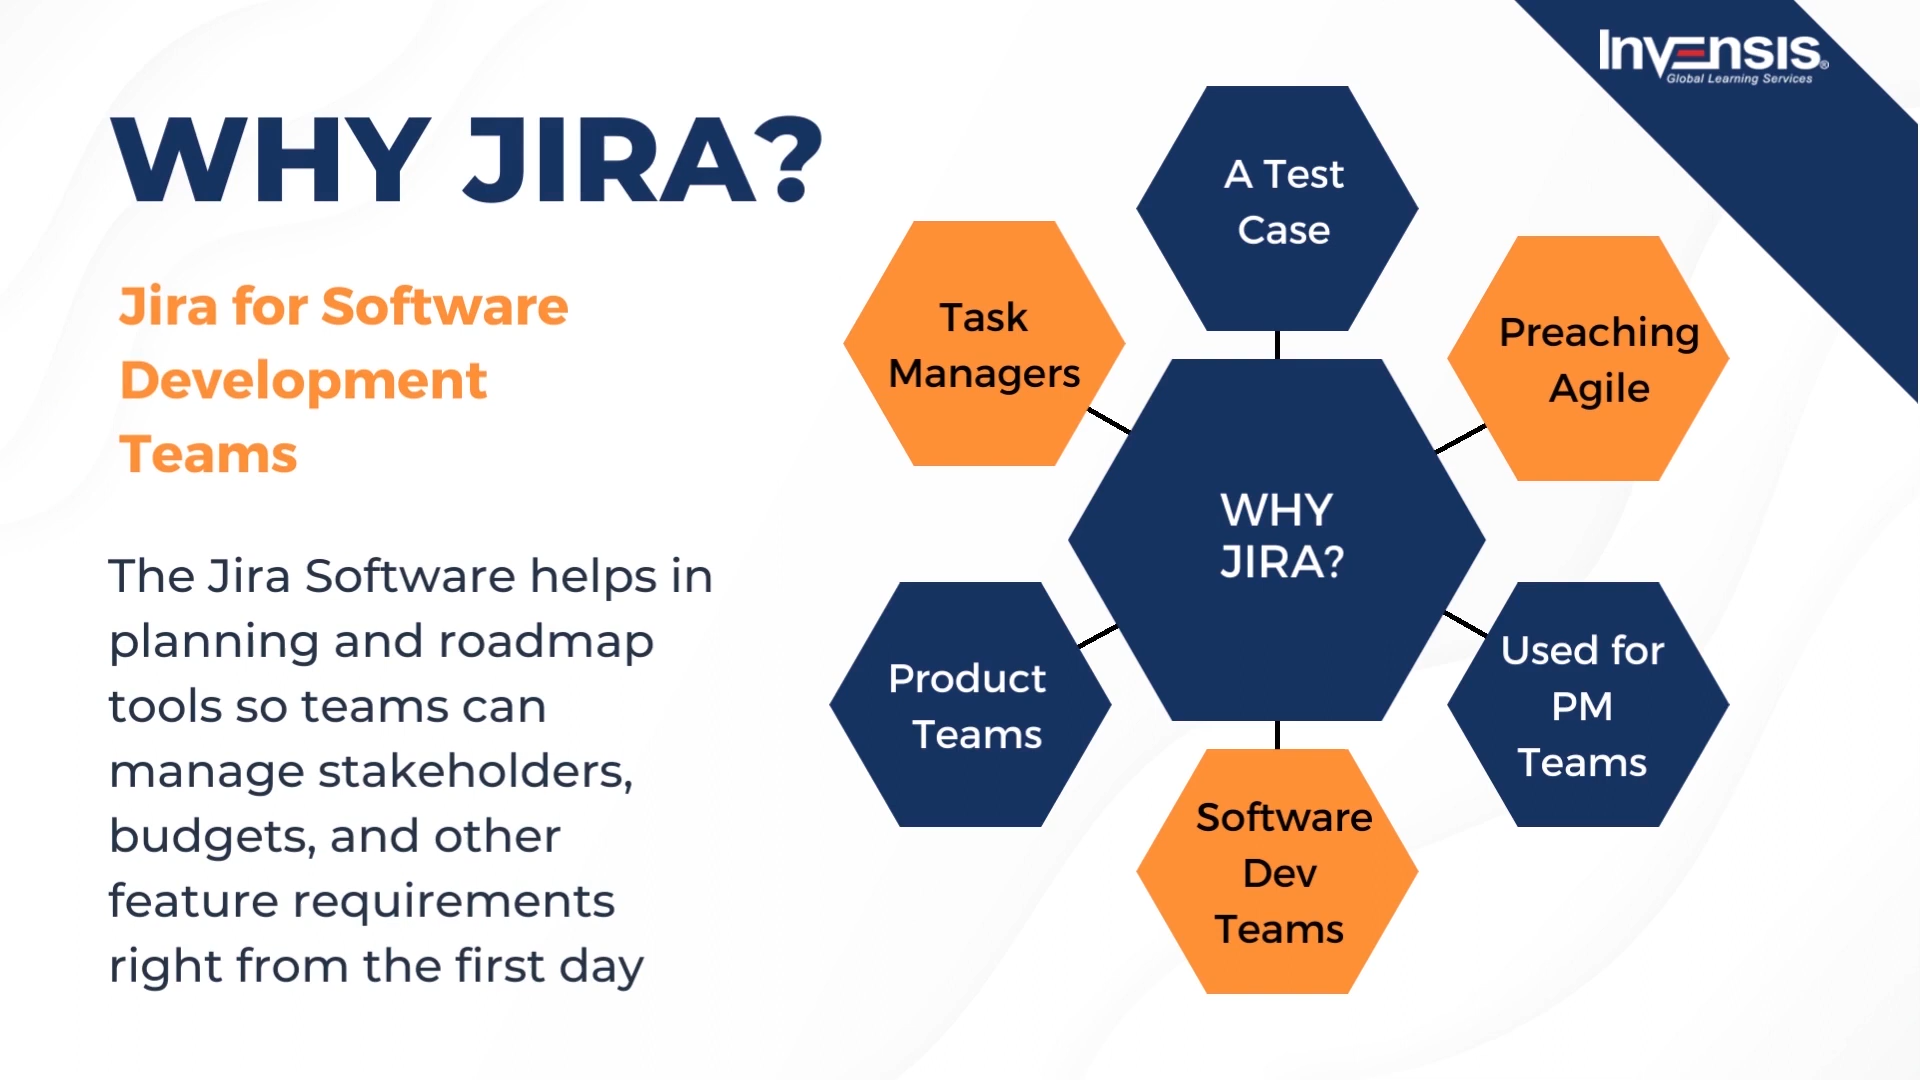 Invensis®
Global Learning Services
WHY JIRA?
Jira for Software
Development
Teams
The Jira Software helps in
planning and roadmap
tools so teams can
manage stakeholders,
budgets, and other
feature requirements
right from the first day
A Test
Case
Task
Managers
Preaching
Agile
WHY
JIRA?
Product
Teams
Used for
PM
Teams
Software
Dev
Teams